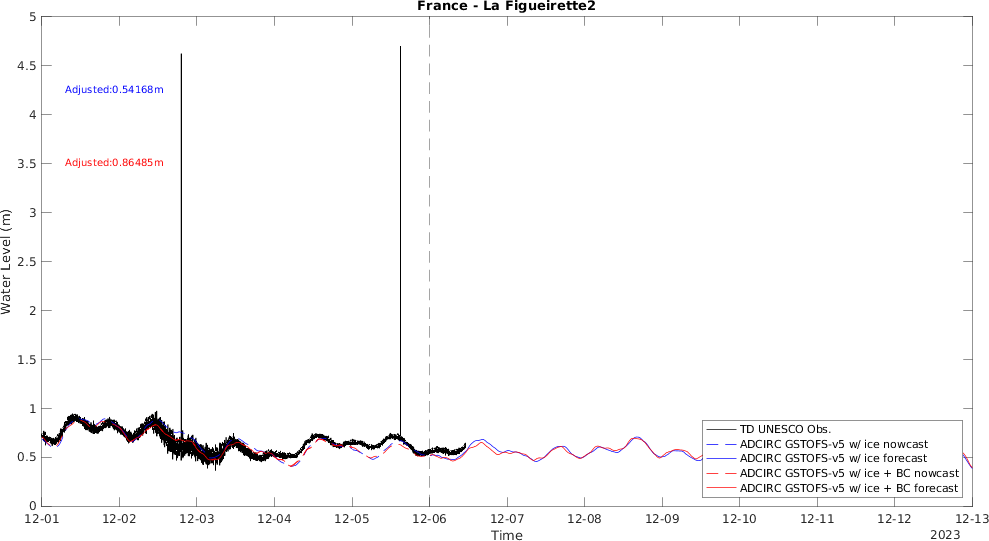 France - La Figueirette2
5
4.5
4
3.5
3
2.5
2
1.5
1
0.5
0
Water Level (m)
Adjusted:0.54168m
Adjusted:0.86485m
TD UNESCO Obs.
ADCIRC GSTOFS-v5 w/ ice nowcast
ADCIRC GSTOFS-v5 w/ ice forecast
ADCIRC GSTOFS-v5 w/ ice + BC nowcast
ADCIRC GSTOFS-v5 w/ ice + BC forecast
12-01 12-02 12-03 12-04 12-05 12-06 12-07 12-08 12-09 12-10 12-11 12-12 12-13
Time
2023